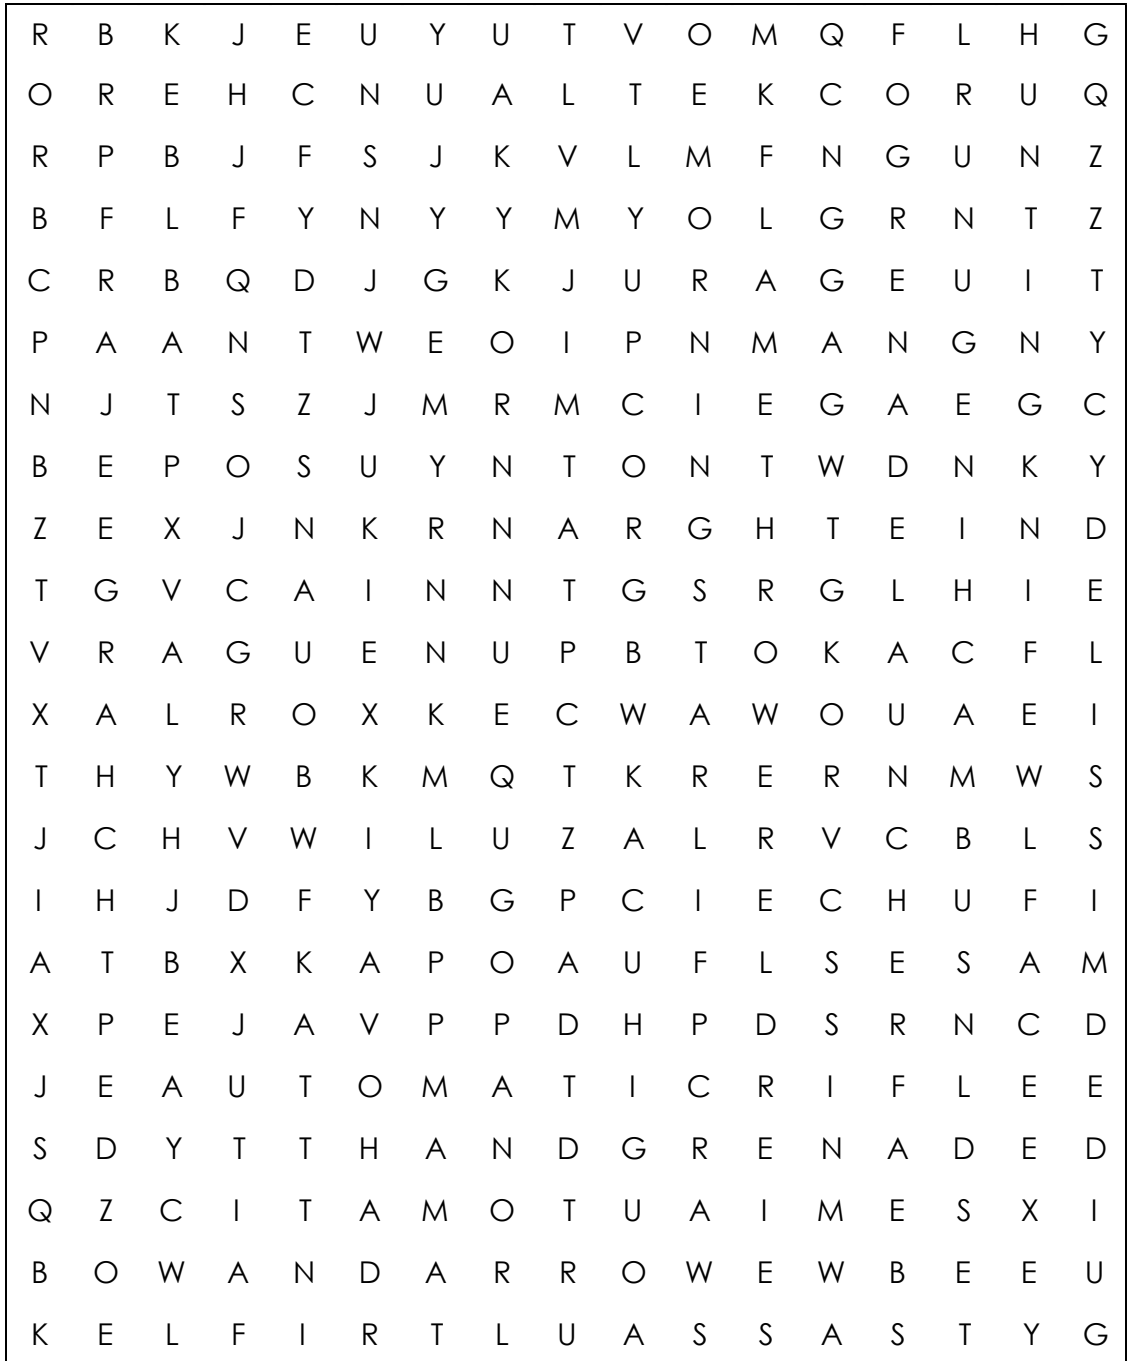 R B K J E U Y U T V O M Q F L H G
O R E H C N U A L T E K C O R U Q
R P B J F S J K V L M F N G U N Z
B F L F Y N Y Y M Y O L G R N T Z
C R B Q D J G K J U R A G E U I T
P A A N T W E O I P N M A N G N Y
N J T S Z J M R M C I E G A E G C
B E P O S U Y N T O N T W D N K Y
Z E X J N K R N A R G H T E I N D
T G V C A I N N T G S R G L H I E
V R A G U E N U P B T O K A C F L
X A L R O X K E C W A W O U A E I
T H Y W B K M Q T K R E R N M W S
J C H V W I L U Z A L R V C B L S
I H J D F Y B G P C I E C H U F I
A T B X K A P O A U F L S E S A M
X P E J A V P P D H P D S R N C D
J E A U T O M A T I C R I F L E E
S D Y T T H A N D G R E N A D E D
Q Z C I T A M O T U A I M E S X I
B O W A N D A R R O W E W B E E U
K E L F I R T L U A S S A S T Y G